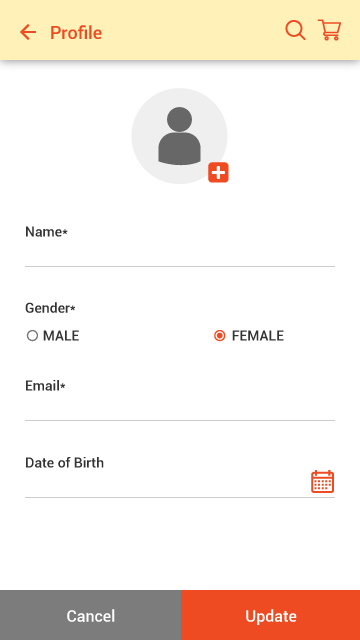 Profile
Name*
Gender*
MALE FEMALE
Email*
Date of Birth
Cancel Update